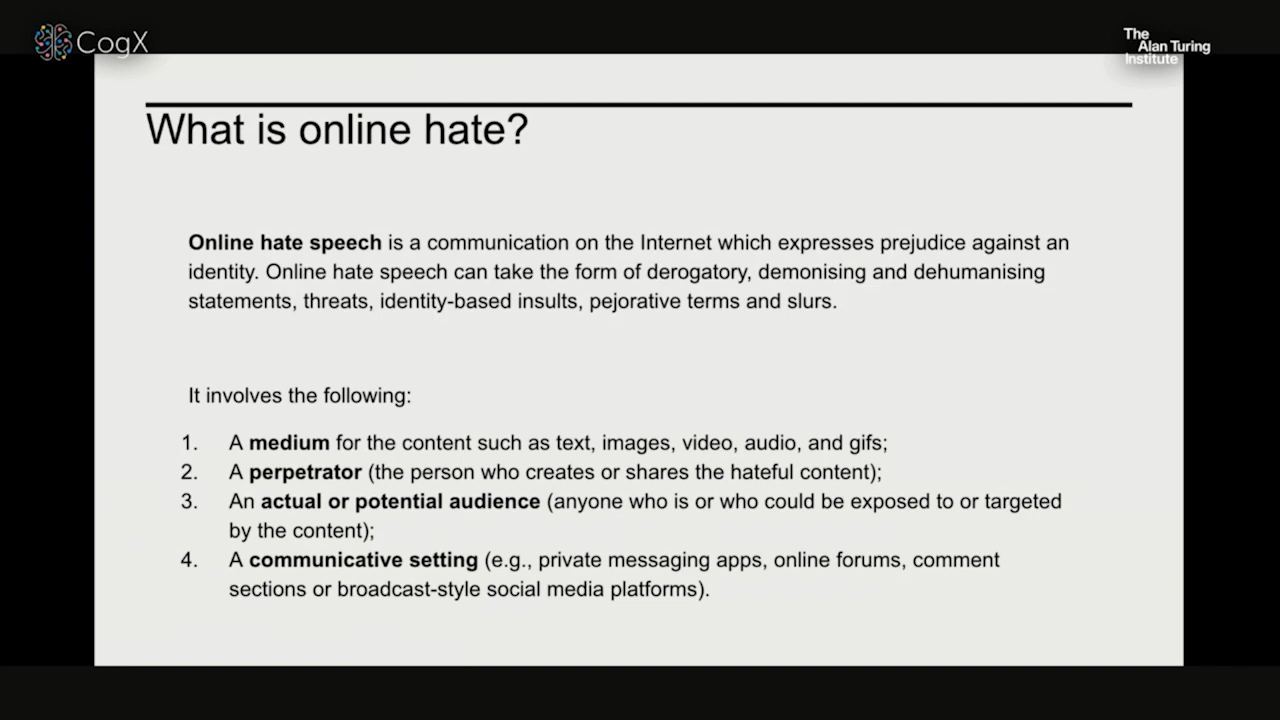 CogX
The
Alan Turing
Institute
What is online hate?
Online hate speech is a communication on the Internet which expresses prejudice against an
identity. Online hate speech can take the form of derogatory, demonising and dehumanising
statements, threats, identity-based insults, pejorative terms and slurs.
It involves the following:
1. A medium for the content such as text, images, video, audio, and gifs;
2. A perpetrator (the person who creates or shares the hateful content);
3. An actual or potential audience (anyone who is or who could be exposed to or targeted
by the content);
4. A communicative setting (e.g., private messaging apps, online forums, comment
sections or broadcast-style social media platforms).